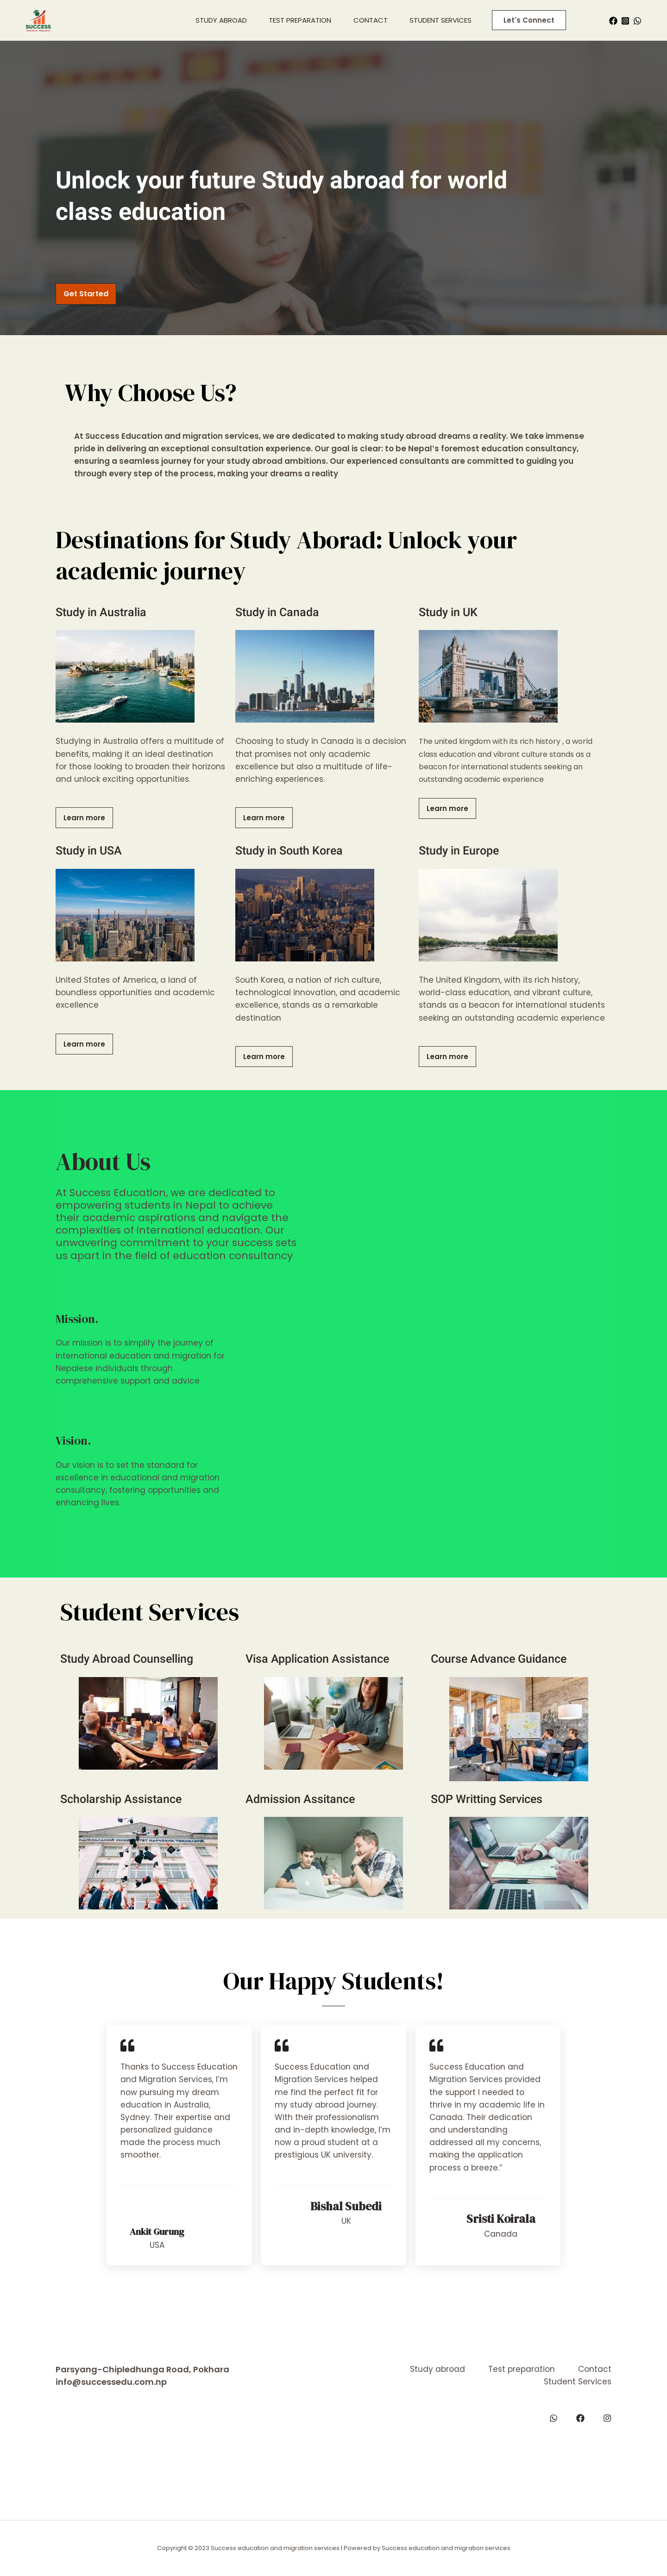 SUCCESS
STUDY ABROAD
TEST PREPARATION
CONTACT
STUDENT SERVICES
Let's Connect
Unlock your future Study abroad for world
class education
Get Started
Why Choose Us?
At Success Education and migration services, we are dedicated to making study abroad dreams a reality. We take immense
pride in delivering an exceptional consultation experience. Our goal is clear: to be Nepal's foremost education consultancy,
ensuring a seamless journey for your study abroad ambitions. Our experienced consultants are committed to guiding you
through every step of the process, making your dreams a reality
Destinations for Study Aborad: Unlock your
academic journey
Study in Australia
Studying in Australia offers a multitude of
benefits, making it an ideal destination
for those looking to broaden their horizons
and unlock exciting opportunities.
Learn more
Study in Canada
Choosing to study in Canada is a decision
that promises not only academic
excellence but also a multitude of life-
enriching experiences.
Learn more
Study in UK
The united kingdom with its rich history , a world
class education and vibrant culture stands as a
beacon for international students seeking an
outstanding academic experience
Learn more
Study in USA
United States of America, a land of
boundless opportunities and academic
excellence
Learn more
Study in South Korea
South Korea, a nation of rich culture,
technological innovation, and academic
excellence, stands as a remarkable
destination
Learn more
Study in Europe
The United Kingdom, with its rich history,
world-class education, and vibrant culture,
stands as a beacon for international students
seeking an outstanding academic experience
Learn more
About Us
At Success Education, we are dedicated to
empowering students in Nepal to achieve
their academic aspirations and navigate the
complexities of international education. Our
unwavering commitment to your success sets
us apart in the field of education consultancy
Mission.
Our mission is to simplify the journey of
international education and migration for
Nepalese individuals through
comprehensive support and advice
Vision.
Our vision is to set the standard for
excellence in educational and migration
consultancy, fostering opportunities and
enhancing lives.
Student Services
Study Abroad Counselling
Visa Application Assistance
Course Advance Guidance
Scholarship Assistance
Admission Assitance
SOP Writting Services
Our Happy Students!
Thanks to Success Education
and Migration Services, I'm
now pursuing my dream
education in Australia,
Sydney. Their expertise and
personalized guidance
made the process much
smoother.
Ankit Gurung
USA
Success Education and
Migration Services helped
me find the perfect fit for
my study abroad journey.
With their professionalism
and in-depth knowledge, I'm
now a proud student at a
prestigious UK university.
Bishal Subedi
UK
Success Education and
Migration Services provided
the support I needed to
thrive in my academic life in
Canada. Their dedication
and understanding
addressed all my concerns,
making the application
process a breeze."
Sristi Koirala
Canada
Parsyang-Chipledhunga Road, Pokhara
info@successedu.com.np
Study abroad
Test preparation
Contact
Student Services
Copyright © 2023 Success education and migration services | Powered by Success education and migration services